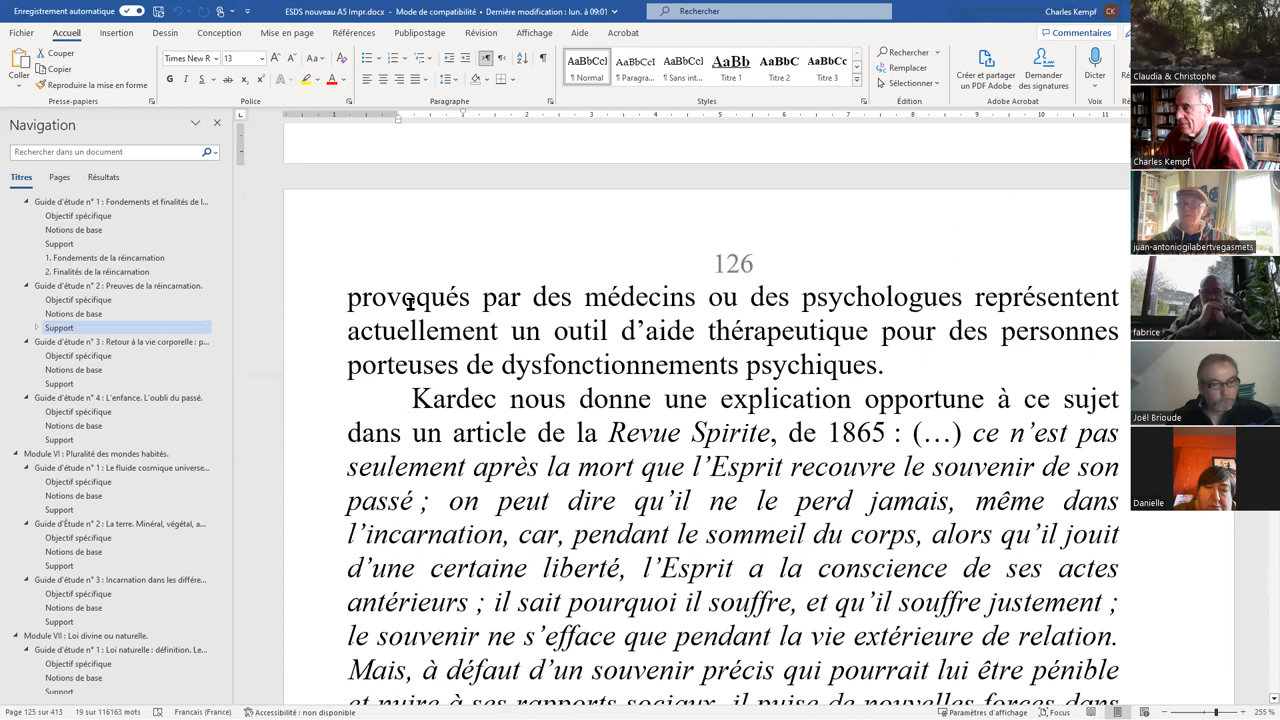 Enregistrement automatique
ESDS nouveau A5 Impr.docx - Mode de compatibilité • Dernière modification : lun. à 09:01
Rechercher
Charles Kempf
CK
Fichier Accueil Insertion Dessin Conception Mise en page Références Publipostage Révision Affichage Aide Acrobat
Commentaires
Coller
Couper
Copier
Reproduire la mise en forme
Presse-papiers
Times New R
13
Police
Paragraphe
AaBbCcI
¶ Normal
AaBbCcI
¶ Paragra...
AaBbCcI
¶ Sans int...
AaBb
Titre 1
AaBbC
Titre 2
AaBbCc
Titre 3
Styles
Rechercher
Remplacer
Sélectionner
Édition
Créer et partager
un PDF Adobe
Demander
des signatures
Adobe Acrobat
Dicter
Voix
Navigation
Rechercher dans un document
Titres Pages Résultats
Guide d'étude n° 1 : Fondements et finalités de l...
Objectif spécifique
Notions de base
Support
1. Fondements de la réincarnation
2. Finalités de la réincarnation
Guide d'étude n° 2 : Preuves de la réincarnation.
Objectif spécifique
Notions de base
Support
Guide d'étude n° 3 : Retour à la vie corporelle : p...
Objectif spécifique
Notions de base
Support
Guide d'étude n° 4 : L'enfance. L'oubli du passé.
Objectif spécifique
Notions de base
Support
Module VI : Pluralité des mondes habités.
Guide d'étude n° 1 : Le fluide cosmique universe...
Objectif spécifique
Notions de base
Support
Guide d'Étude n° 2 : La terre. Minéral, végétal, a...
Objectif spécifique
Notions de base
Support
Guide d'étude n° 3 : Incarnation dans les différe...
Objectif spécifique
Notions de base
Support
Module VII : Loi divine ou naturelle.
Guide d'étude n° 1 : Loi naturelle : définition. Le...
Objectif spécifique
Notions de base
Support
126
provoqués par des médecins ou des psychologues représentent
actuellement un outil d’aide thérapeutique pour des personnes
porteuses de dysfonctionnements psychiques.
Kardec nous donne une explication opportune à ce sujet
dans un article de la Revue Spirite, de 1865 : (…) ce n’est pas
seulement après la mort que l’Esprit recouvre le souvenir de son
passé ; on peut dire qu’il ne le perd jamais, même dans
l’incarnation, car, pendant le sommeil du corps, alors qu’il jouit
d’une certaine liberté, l’Esprit a la conscience de ses actes
antérieurs ; il sait pourquoi il souffre, et qu’il souffre justement ;
le souvenir ne s’efface que pendant la vie extérieure de relation.
Mais, à défaut d’un souvenir précis qui pourrait lui être pénible
et nuire à ses rapports sociaux, il puise de nouvelles forces dans
Claudia & Christophe
Charles Kempf
juan-antoniogilabertvegasmets
fabrice
Joël Brioude
Danielle
Page 125 sur 413
19 sur 116163 mots
Français (France)
Accessibilité : non disponible
Paramètres d'affichage
Focus
255 %